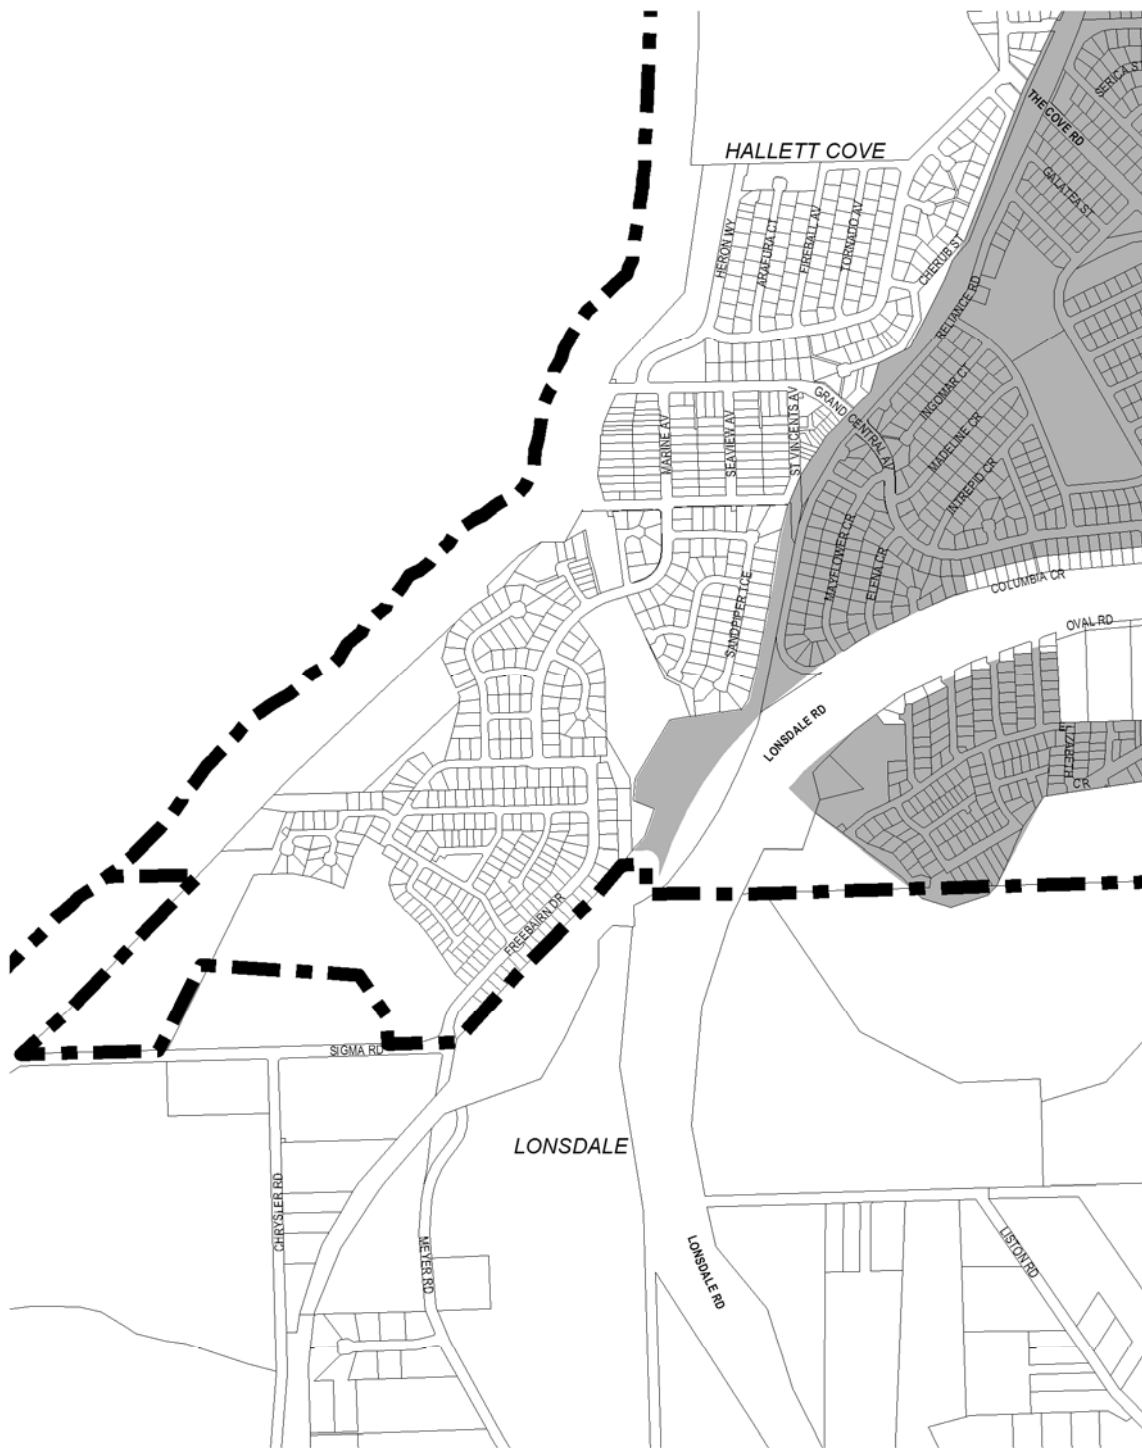 SERICA ST
THE COVE RD
HALLETT COVE
GALATEA ST
HERON WY
ARAFURA CT
FIREBALL AV
TORNADO AV
CHERUB ST
RELIANCE RD
INGOMAR CT
GRAND CENTRAL AV
MARINE AV
SEAVIEW AV
ST VINCENTS AV
MADELINE CR
INTREPID CR
MAYFLOWER CR
ELENA CR
COLUMBIA CR
SANDPIPER TCE
OVAL RD
LONSDALE RD
LIZABETH
CR
FREEBAIRN DR
SIGMA RD
LONSDALE
CHRYSLER RD
MEYER RD
LONSDALE RD
LISTON RD